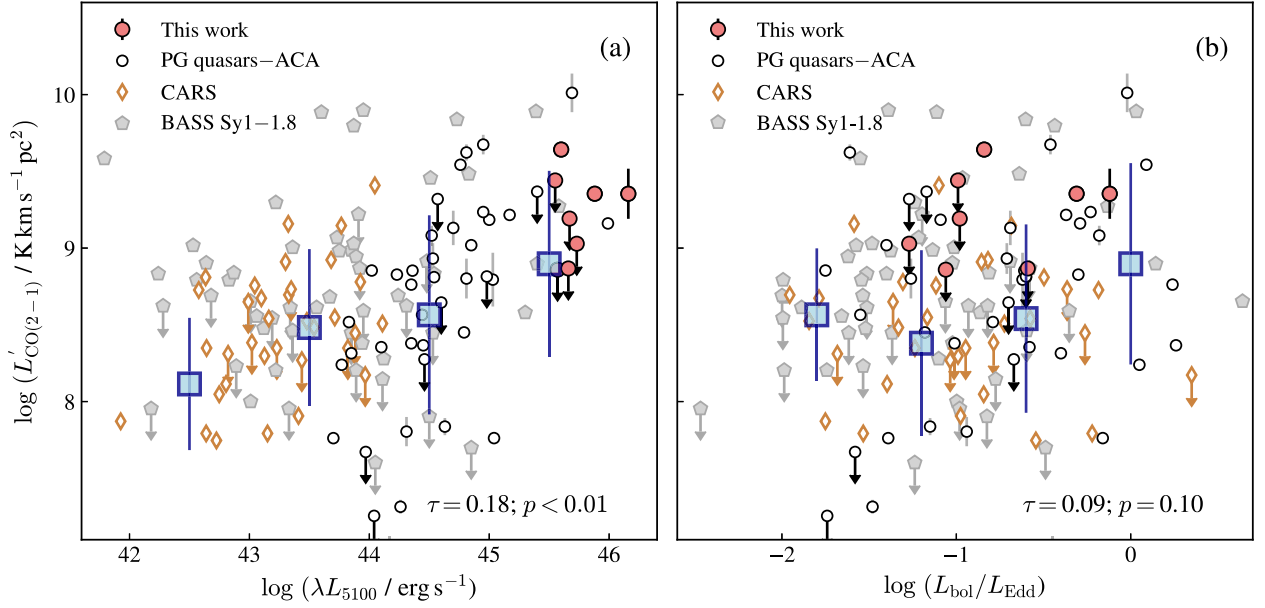 This work
PG quasars−ACA
CARS
BASS Sy1−1.8
(a)
log (L′CO(2−1) / K km s−1 pc2)
10
9
8
τ = 0.18; p < 0.01
42 43 44 45 46
log (λL5100 / erg s−1)
This work
PG quasars−ACA
CARS
BASS Sy1-1.8
(b)
τ = 0.09; p = 0.10
−2 −1 0
log (Lbol/LEdd)